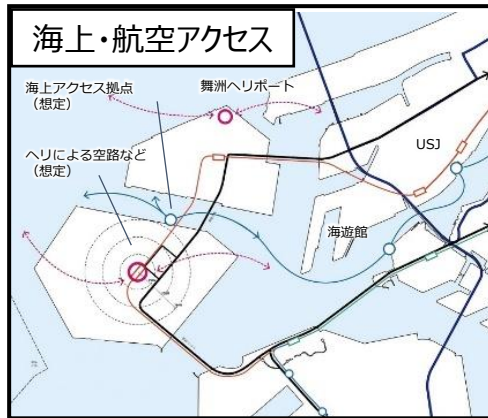 海上・航空アクセス
海上アクセス拠点
（想定）
舞洲ヘリポート
ヘリによる空路など
（想定）
USJ
海遊館